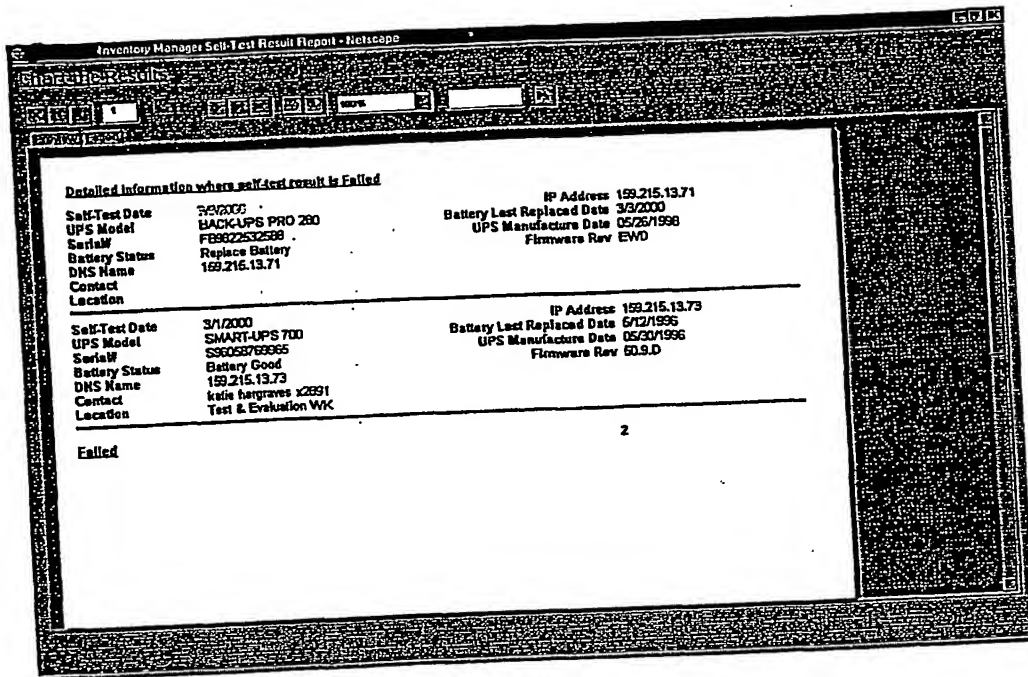 Inventory Manager Self-Test Result Report - Netscape
Character Results
1 100%
Detailed information where self-test result is Failed
Self-Test Date
UPS Model BACK-UPS PRO 280
Serial# FB9822532588
Battery Status Replace Battery
DNS Name 159.215.13.71
Contact
Location
IP Address 159.215.13.71
Battery Last Replaced Date 3/3/2000
UPS Manufacture Date 05/26/1998
Firmware Rev EWD
Self-Test Date 3/1/2000
UPS Model SMART-UPS 700
Serial# S96058769965
Battery Status Battery Good
DNS Name 159.215.13.73
Contact katie hargraves x2891
Location Test & Evaluation WK
IP Address 159.215.13.73
Battery Last Replaced Date 6/12/1996
UPS Manufacture Date 05/30/1996
Firmware Rev 60.9.D
Failed 2